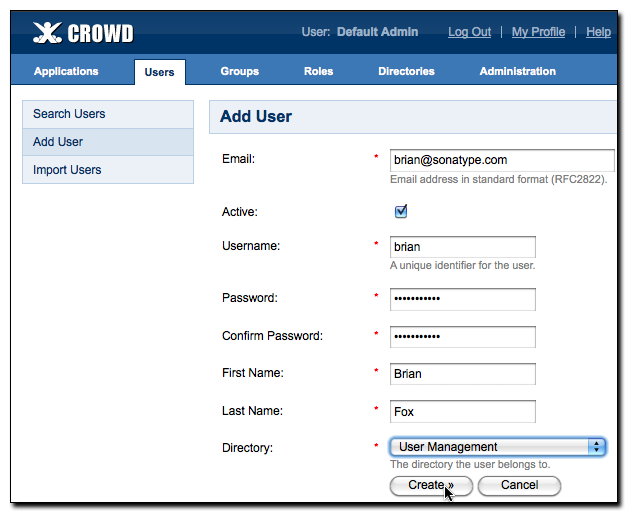 CROWD
User: Default Admin Log Out | My Profile | Help
Applications Users Groups Roles Directories Administration
Search Users
Add User
Import Users
Add User
Email: * brian@sonatype.com
Email address in standard format (RFC2822).
Active:
Username: * brian
A unique identifier for the user.
Password: * •••••••••••
Confirm Password: * •••••••••••
First Name: * Brian
Last Name: * Fox
Directory: * User Management
The directory the user belongs to.
Create » Cancel